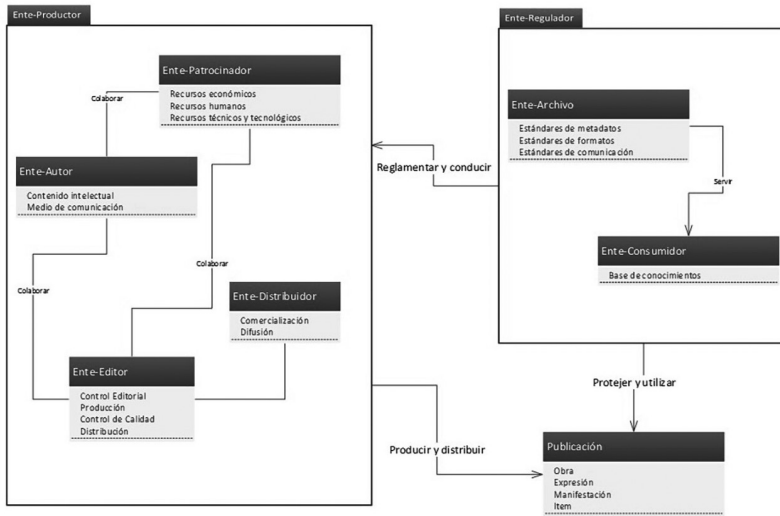 Ente-Productor
Ente-Patrocinador
Recursos económicos
Recursos humanos
Recursos técnicos y tecnológicos
Colaborar
Ente-Autor
Contenido intelectual
Medio de comunicación
Colaborar
Colaborar
Ente-Distribuidor
Comercialización
Difusión
Ente-Editor
Control Editorial
Producción
Control de Calidad
Distribución
Reglamentar y conducir
Ente-Regulador
Ente-Archivo
Estándares de metadatos
Estándares de formatos
Estándares de comunicación
Servir
Ente-Consumidor
Base de conocimientos
Protejer y utilizar
Producir y distribuir
Publicación
Obra
Expresión
Manifestación
Item